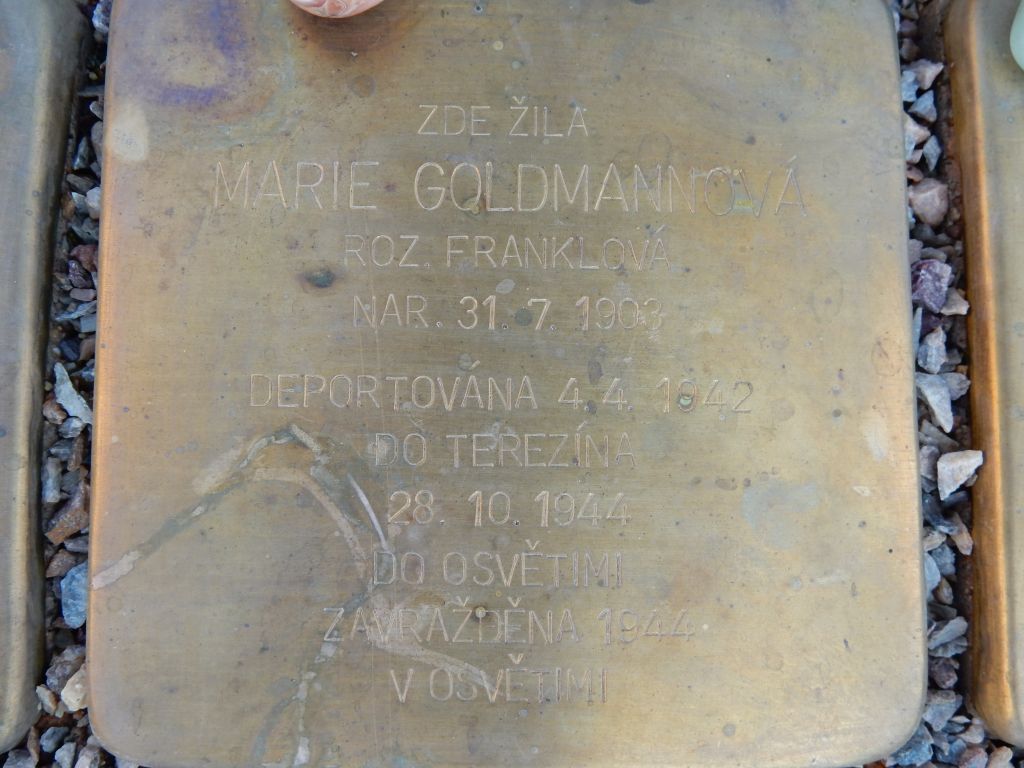 ZDE ŽILA
MARIE GOLDMANNOVÁ
ROZ. FRANKLOVÁ
NAR. 31. 7. 1903
DEPORTOVÁNA 4. 4. 1942
DO TEREZÍNA
28. 10. 1944
DO OSVĚTIMI
ZAVRAŽDĚNA 1944
V OSVĚTIMI